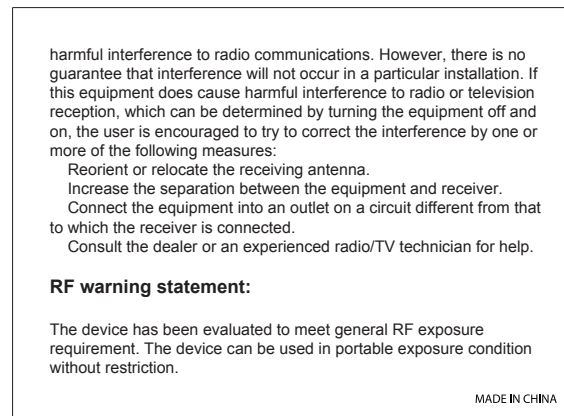 harmful interference to radio communications. However, there is no
guarantee that interference will not occur in a particular installation. If
this equipment does cause harmful interference to radio or television
reception, which can be determined by turning the equipment off and
on, the user is encouraged to try to correct the interference by one or
more of the following measures:
Reorient or relocate the receiving antenna.
Increase the separation between the equipment and receiver.
Connect the equipment into an outlet on a circuit different from that
to which the receiver is connected.
Consult the dealer or an experienced radio/TV technician for help.
RF warning statement:
The device has been evaluated to meet general RF exposure
requirement. The device can be used in portable exposure condition
without restriction.
MADE IN CHINA